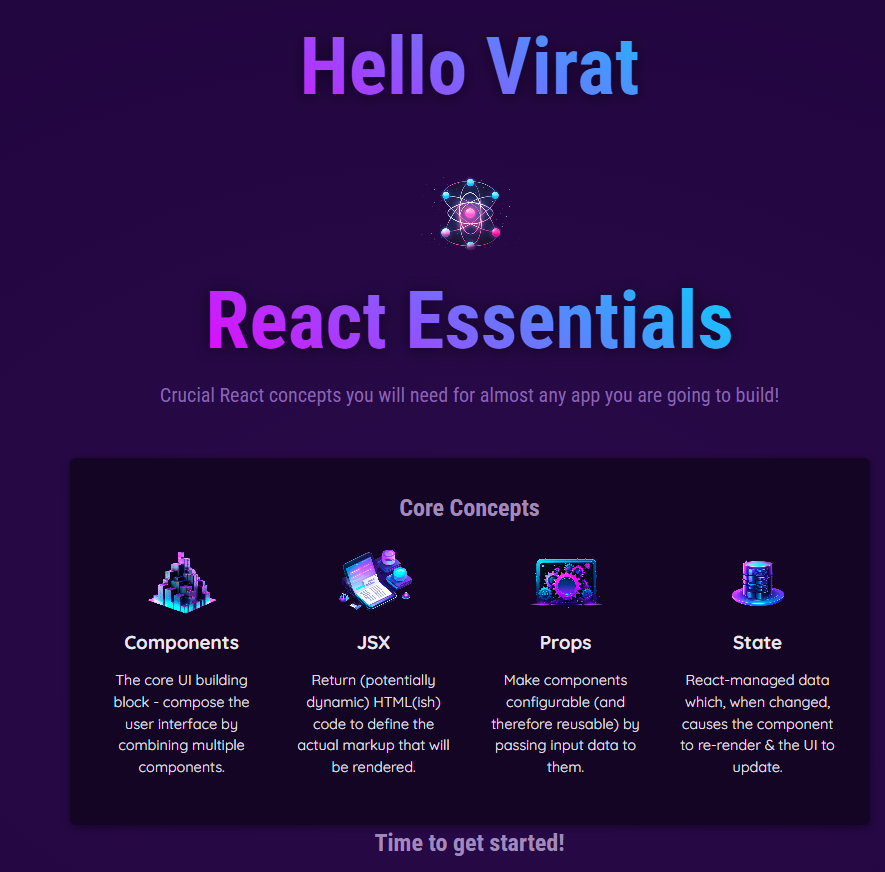 Hello Virat
React Essentials
Crucial React concepts you will need for almost any app you are going to build!
Core Concepts
Components
The core UI building
block - compose the
user interface by
combining multiple
components.
JSX
Return (potentially
dynamic) HTML(ish)
code to define the
actual markup that will
be rendered.
Props
Make components
configurable (and
therefore reusable) by
passing input data to
them.
State
React-managed data
which, when changed,
causes the component
to re-render & the UI to
update.
Time to get started!